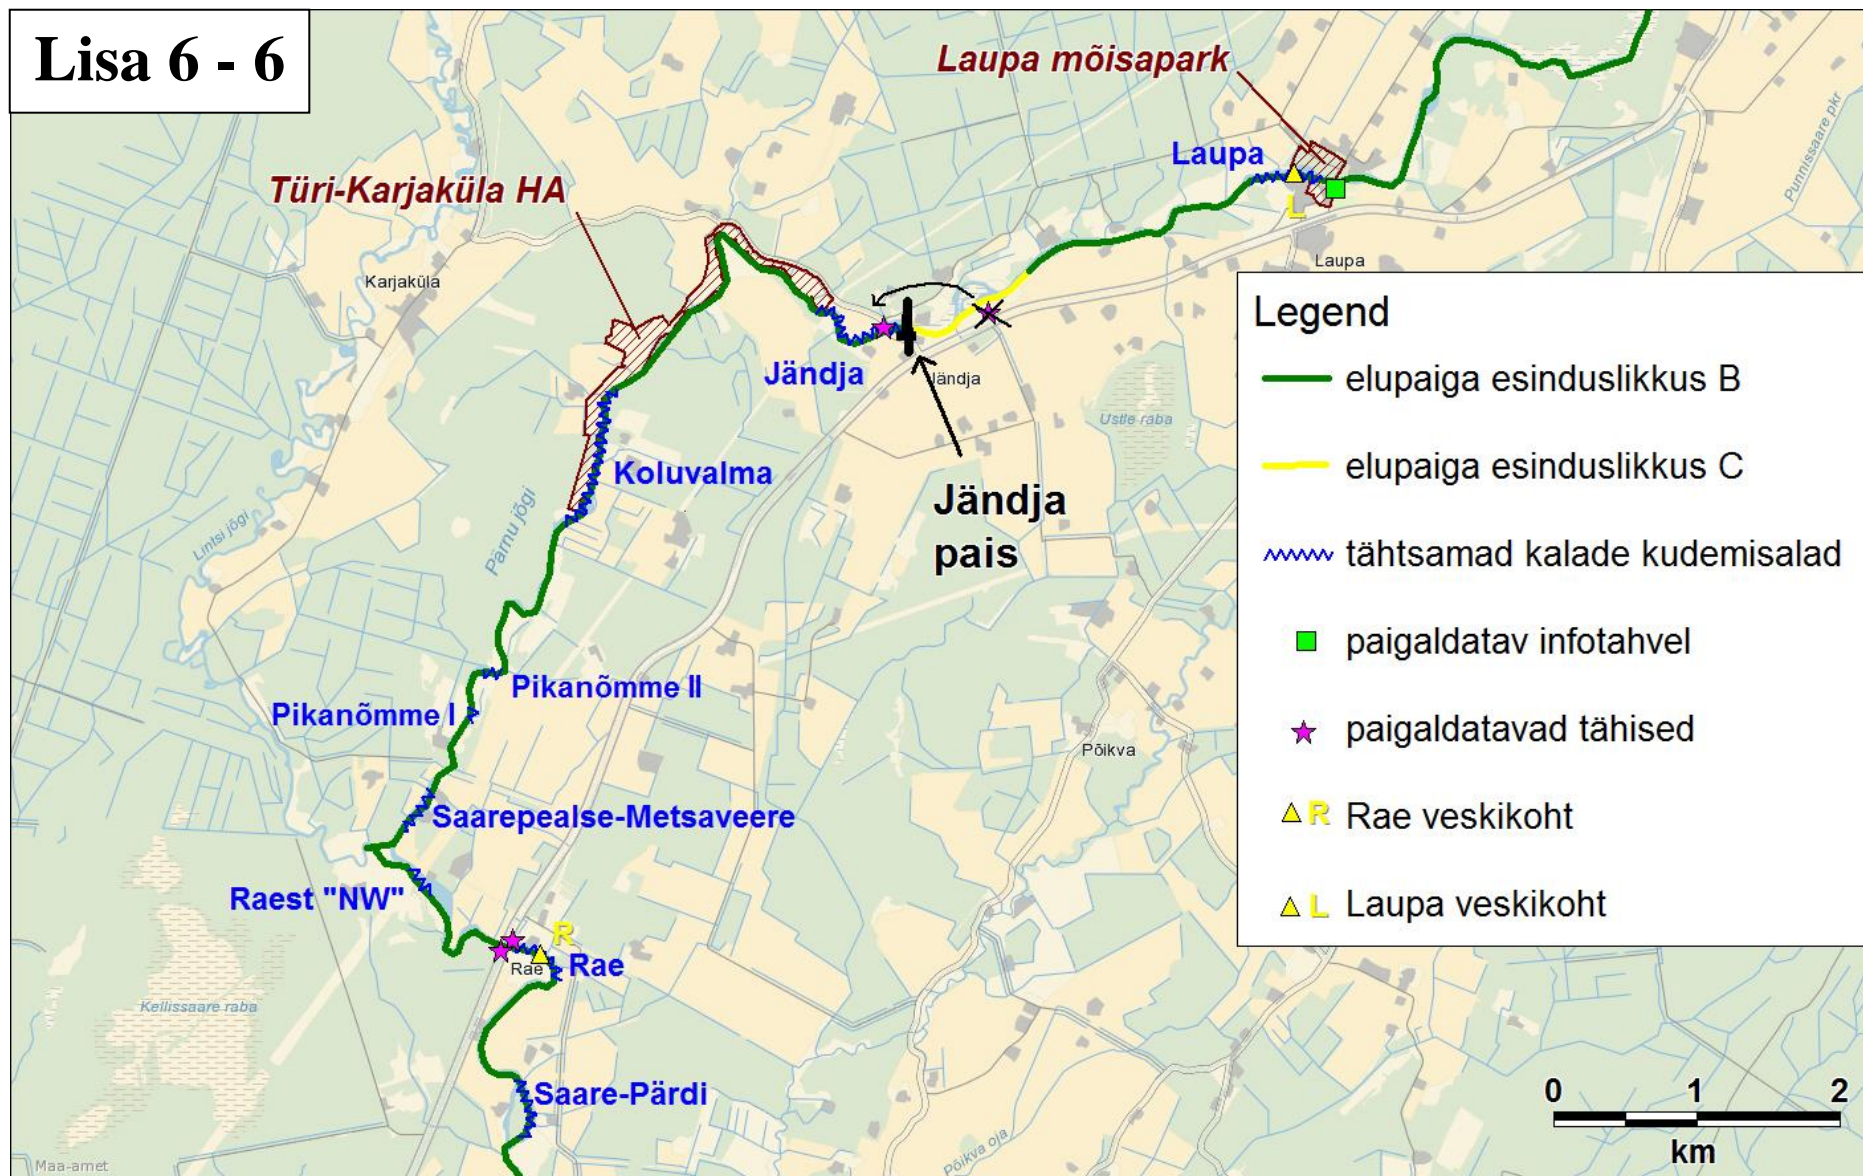 Lisa 6 - 6
Laupa mõisapark
Punnissaare pkr
Laupa
Türi-Karjaküla HA
L
Karjaküla
Laupa
Jändja
Jändja
Ustle raba
Koluvalma
Jändja
pais
Pärnu jõgi
Lintsi jõgi
Pikanõmme II
Pikanõmme I
Põikva
Saarepealse-Metsaveere
Raest "NW"
R
Rae
Rae
Kellissaare raba
Saare-Pärdi
Põikva oja
Maa-amet
Legend
elupaiga esinduslikkus B
elupaiga esinduslikkus C
tähtsamad kalade kudemisalad
paigaldatav infotahvel
paigaldatavad tähised
R Rae veskikoht
L Laupa veskikoht
0 1 2
km